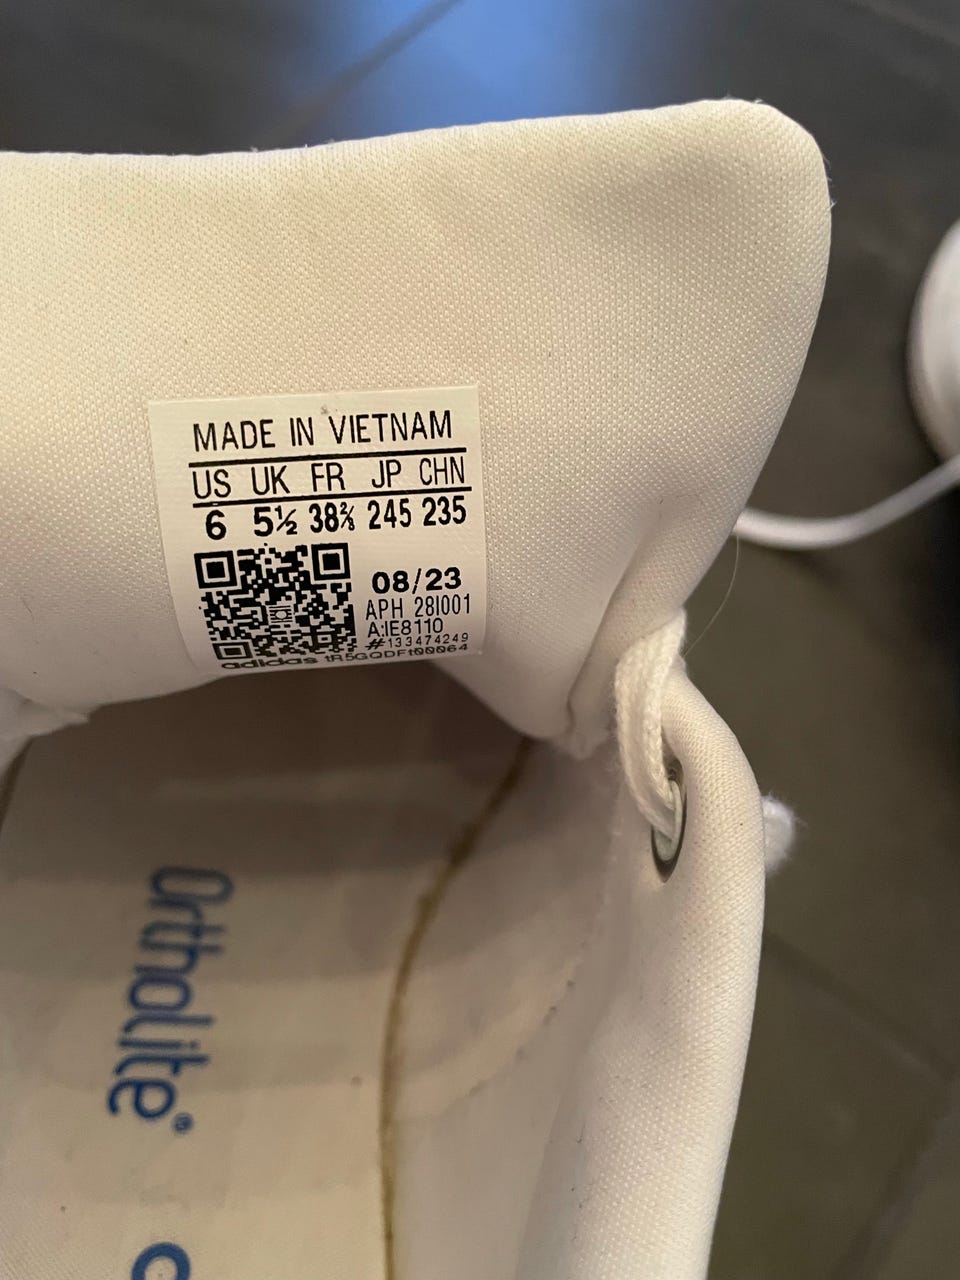 MADE IN VIETNAM
US UK FR JP CHN
6 5½ 38⅔ 245 235
08/23
APH 28I001
A:IE8110
#133474249
adidas tR5GQDFt00064
Ortholite®